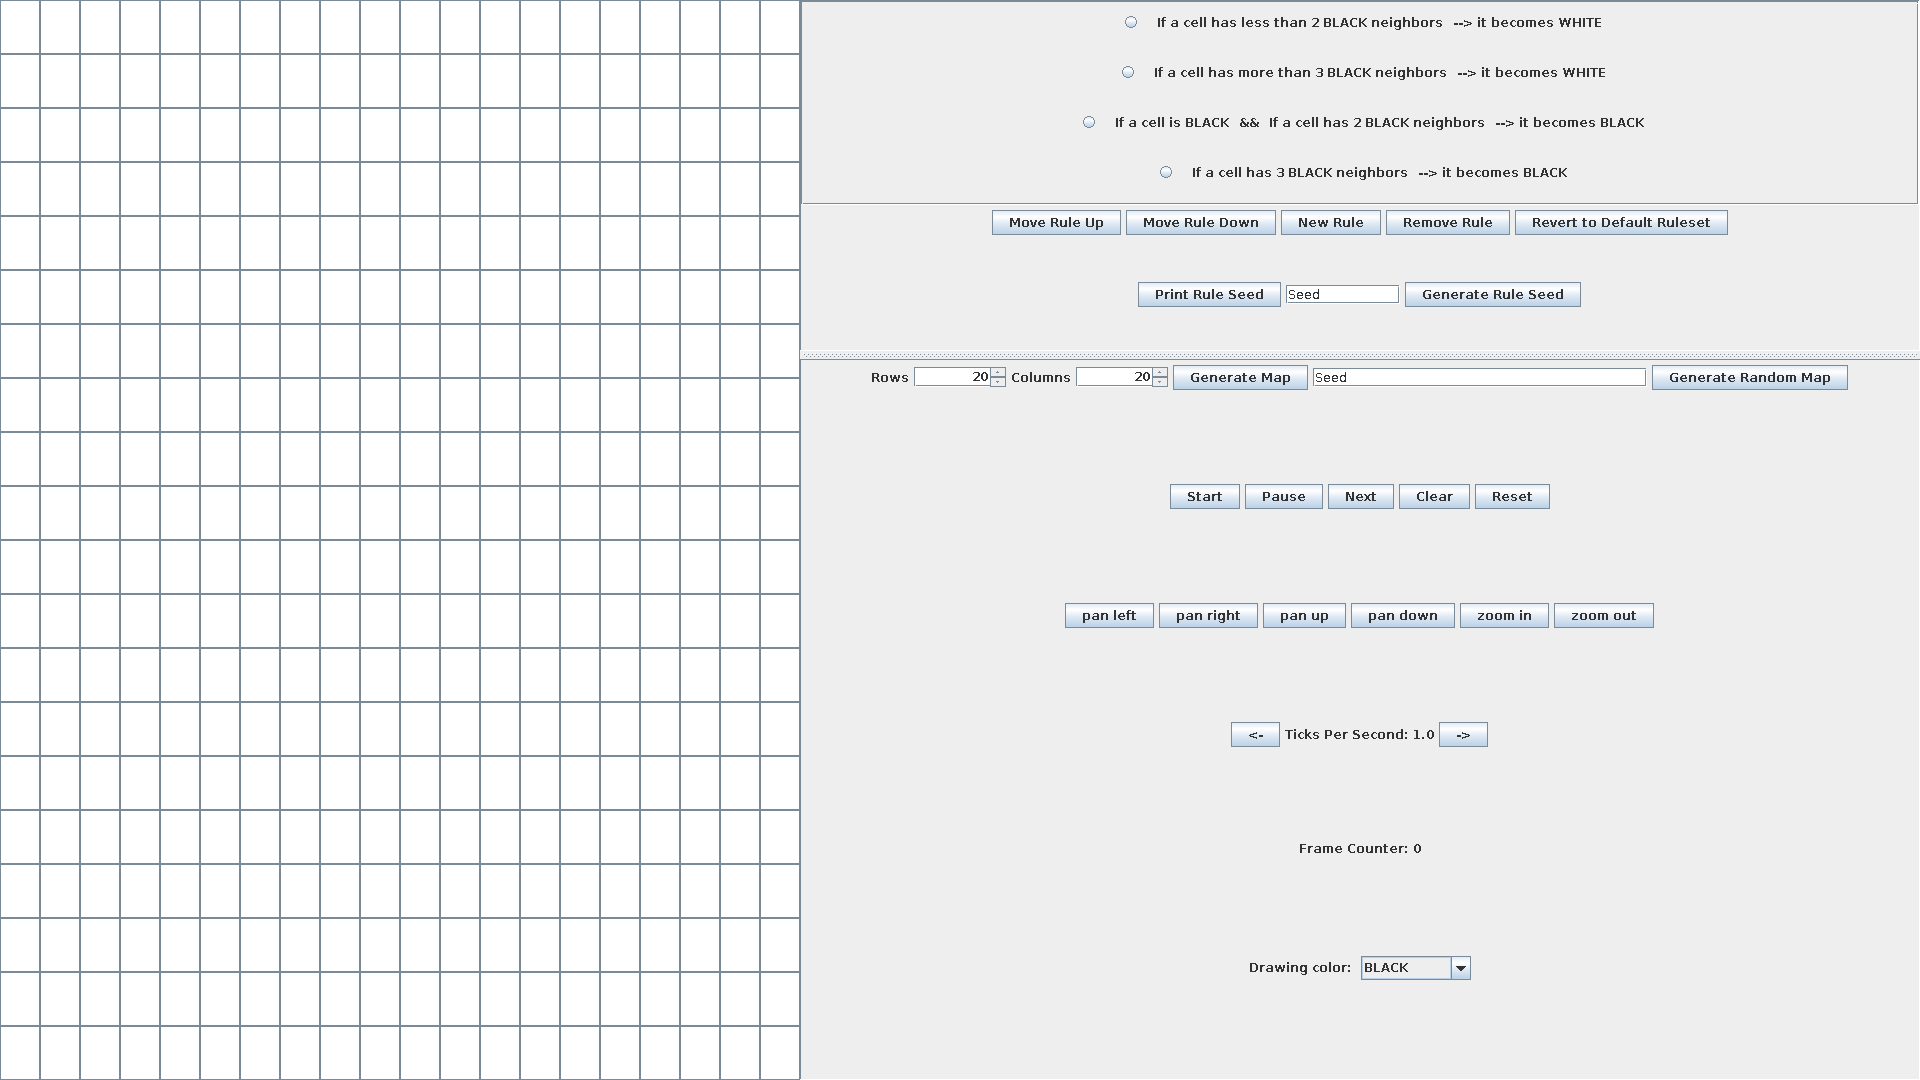 If a cell has less than 2 BLACK neighbors --> it becomes WHITE
If a cell has more than 3 BLACK neighbors --> it becomes WHITE
If a cell is BLACK && If a cell has 2 BLACK neighbors --> it becomes BLACK
If a cell has 3 BLACK neighbors --> it becomes BLACK
Move Rule Up Move Rule Down New Rule Remove Rule Revert to Default Ruleset
Print Rule Seed Seed Generate Rule Seed
Rows 20 Columns 20 Generate Map Seed Generate Random Map
Start Pause Next Clear Reset
pan left pan right pan up pan down zoom in zoom out
<- Ticks Per Second: 1.0 ->
Frame Counter: 0
Drawing color: BLACK